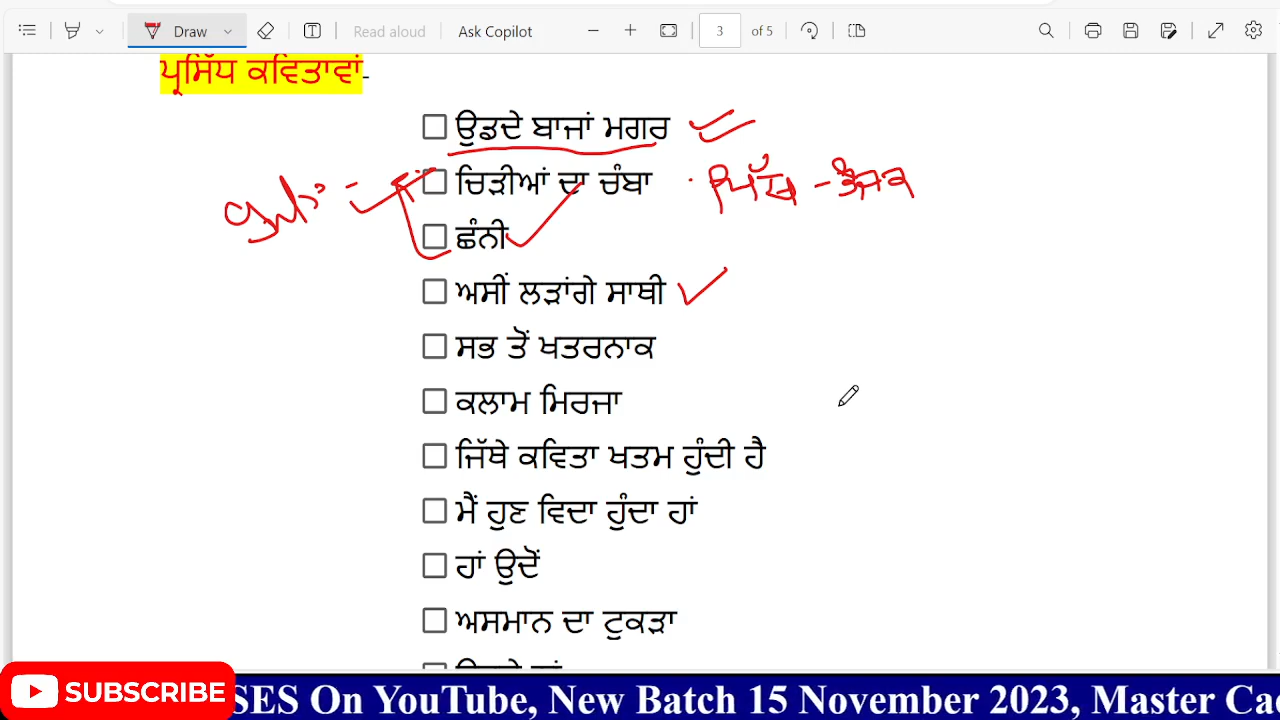 Draw
Read aloud
Ask Copilot
3 of 5
ਪ੍ਰਸਿੱਧ ਕਵਿਤਾਵਾਂ-
ਉਡਦੇ ਬਾਜਾਂ ਮਗਰ
ਚਿੜੀਆਂ ਦਾ ਚੰਬਾ
ਛੰਨੀ
ਅਸੀਂ ਲੜਾਂਗੇ ਸਾਥੀ
ਸਭ ਤੋਂ ਖਤਰਨਾਕ
ਕਲਾਮ ਮਿਰਜਾ
ਜਿੱਥੇ ਕਵਿਤਾ ਖਤਮ ਹੁੰਦੀ ਹੈ
ਮੈਂ ਹੁਣ ਵਿਦਾ ਹੁੰਦਾ ਹਾਂ
ਹਾਂ ਉਦੋਂ
ਅਸਮਾਨ ਦਾ ਟੁਕੜਾ
SUBSCRIBE
SES On YouTube, New Batch 15 November 2023, Master Cad